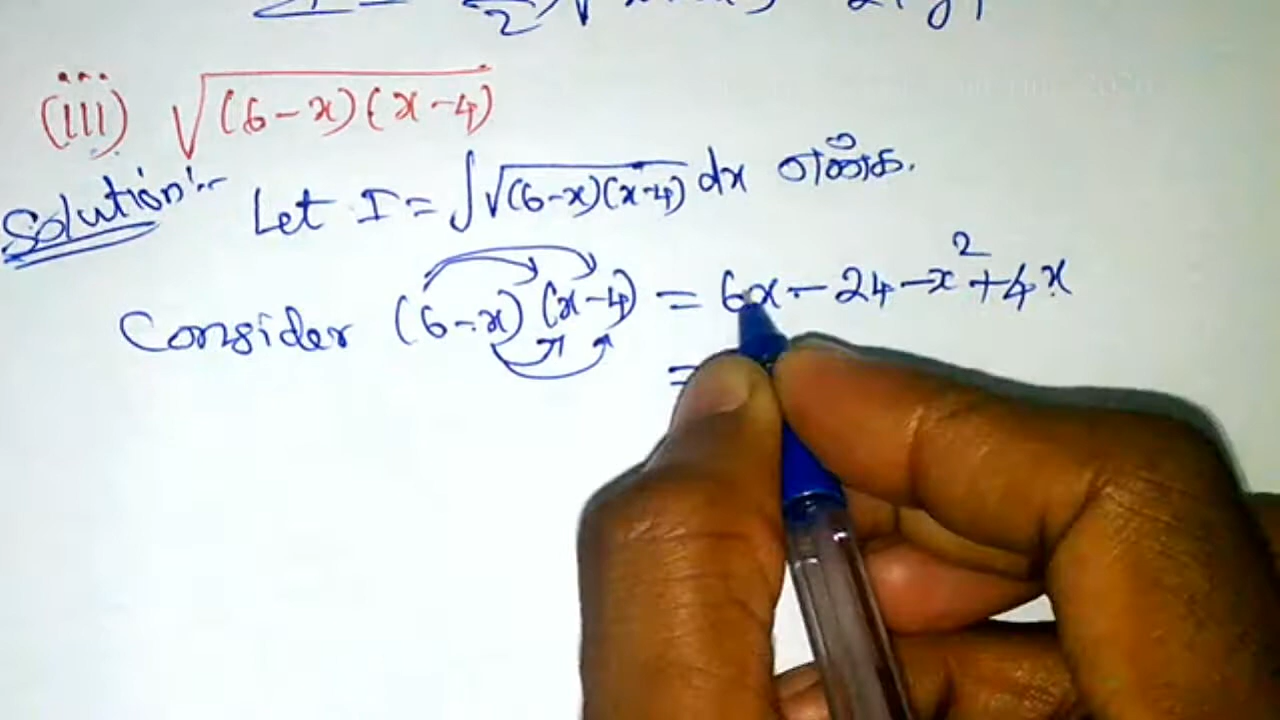 (iii) √(6-x)(x-4)
Solution:- Let I = ∫√(6-x)(x-4) dx என்க.
Consider (6-x)(x-4) = 6x - 24 - x² + 4x
=